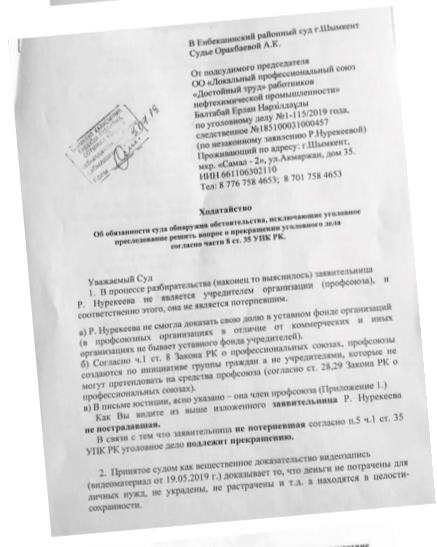 В Енбекшинский районный суд г.Шымкент
Судье Оракбаевой А.К.
От подсудимого председателя
ОО «Локальный профессиональный союз
«Достойный труд» работников
нефтехимической промышленности»
Балтабай Ерлан Нарзілдаұлы
по уголовному делу №1-115/2019 года,
следственное №185100031000457
(по незаконному заявлению Р.Нурекеевой)
Проживающий по адресу: г.Шымкент,
мкр. «Самал - 2», ул.Акмаржан, дом 35.
ИИН 661106302110
Тел: 8 776 758 4653; 8 701 758 4653
Ходатайство
Об обязанности суда обнаружив обстоятельства, исключающие уголовное
преследование решить вопрос о прекращении уголовного дела
согласно части 8 ст. 35 УПК РК.
Уважаемый Суд
1. В процессе разбирательства (наконец то выяснилось) заявительница
Р. Нурекеева не является учредителем организации (профсоюза), и
соответственно этого, она не является потерпевшим.
а) Р. Нурекеева не смогла доказать свою долю в уставном фонде организаций
(в профсоюзных организациях в отличие от коммерческих и иных
организациях не бывает уставного фонда учредителей).
б) Согласно ч.1 ст. 8 Закона РК о профессиональных союзах, профсоюзы
создаются по инициативе группы граждан а не учредителей, которые не
могут претендовать на средства профсоюза (согласно ст. 28,29 Закона РК о
профессиональных союзах).
в) В письме юстиции, ясно указано – она член профсоюза (Приложение 1.)
Как Вы видите из выше изложенного заявительница Р. Нурекеева
не пострадавшая.
В связи с тем что заявительница не потерпевшая согласно п.5 ч.1 ст. 35
УПК РК уголовное дело подлежит прекращению.
2. Принятое судом как вещественное доказательство видеозапись
(видеоматериал от 19.05.2019 г.) доказывает то, что деньги не потрачены для
личных нужд, не украдены, не растрачены и т.д. а находятся в целости-
сохранности.